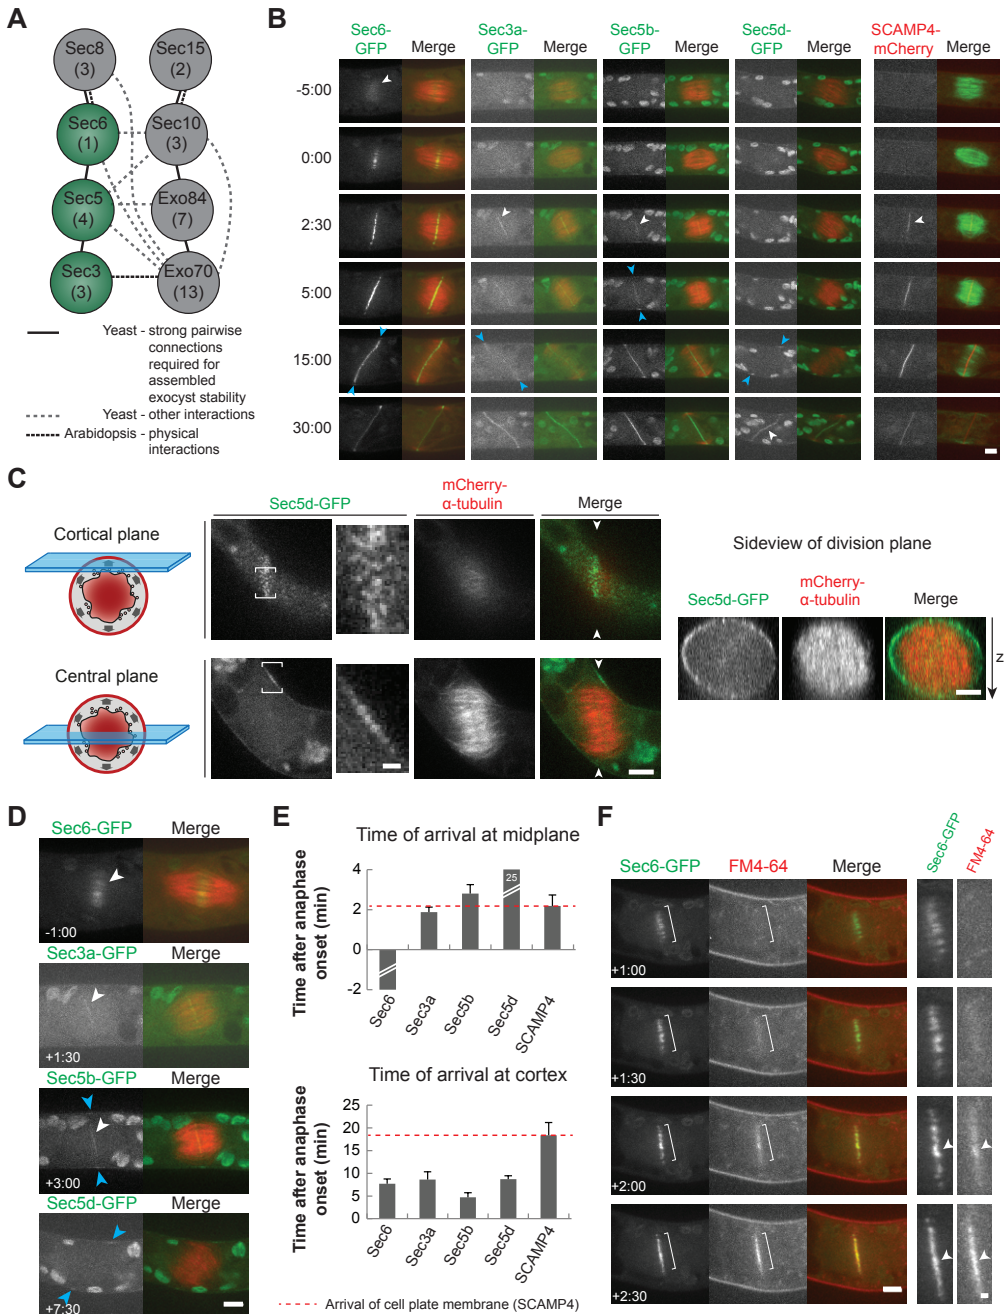 A
Sec8
(3)
Sec15
(2)
Sec6
(1)
Sec10
(3)
Sec5
(4)
Exo84
(7)
Sec3
(3)
Exo70
(13)
Yeast - strong pairwise
connections
required for
assembled
exocyst stability
Yeast - other interactions
Arabidopsis - physical
interactions
B
Sec6-
GFP
Merge
Sec3a-
GFP
Merge
Sec5b-
GFP
Merge
Sec5d-
GFP
Merge
SCAMP4-
mCherry
Merge
-5:00
0:00
2:30
5:00
15:00
30:00
C
Cortical plane
Central plane
Sec5d-GFP
mCherry-
α-tubulin
Merge
Sideview of division plane
Sec5d-GFP
mCherry-
α-tubulin
Merge
z
D
Sec6-GFP
Merge
-1:00
Sec3a-GFP
Merge
+1:30
Sec5b-GFP
Merge
+3:00
Sec5d-GFP
Merge
+7:30
E
Time of arrival at midplane
Time after anaphase
onset (min)
4
2
0
-2
25
Sec6
Sec3a
Sec5b
Sec5d
SCAMP4
Time of arrival at cortex
Time after anaphase
onset (min)
25
20
15
10
5
0
Sec6
Sec3a
Sec5b
Sec5d
SCAMP4
Arrival of cell plate membrane (SCAMP4)
F
Sec6-GFP
FM4-64
Merge
Sec6-GFP
FM4-64
+1:00
+1:30
+2:00
+2:30